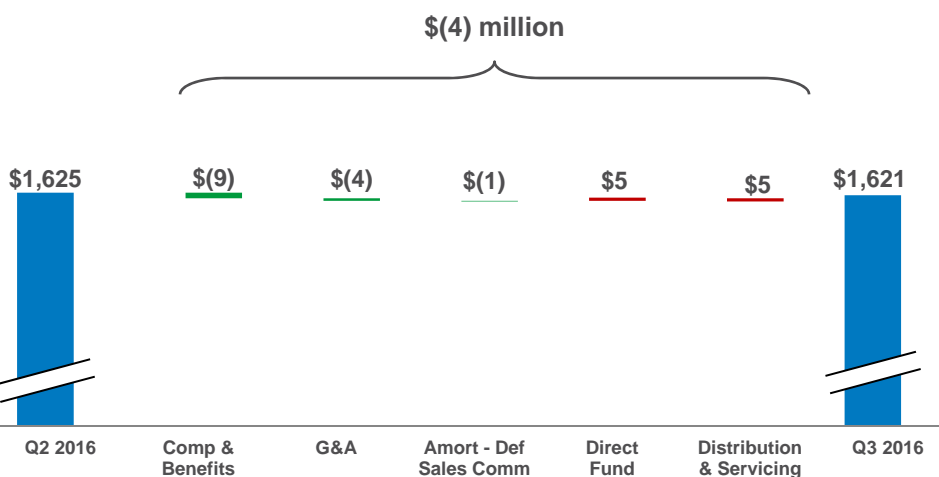 $(4) million
$1,625
$(9)
$(4)
$(1)
$5
$5
$1,621
Q2 2016
Comp &
Benefits
G&A
Amort - Def
Sales Comm
Direct
Fund
Distribution
& Servicing
Q3 2016